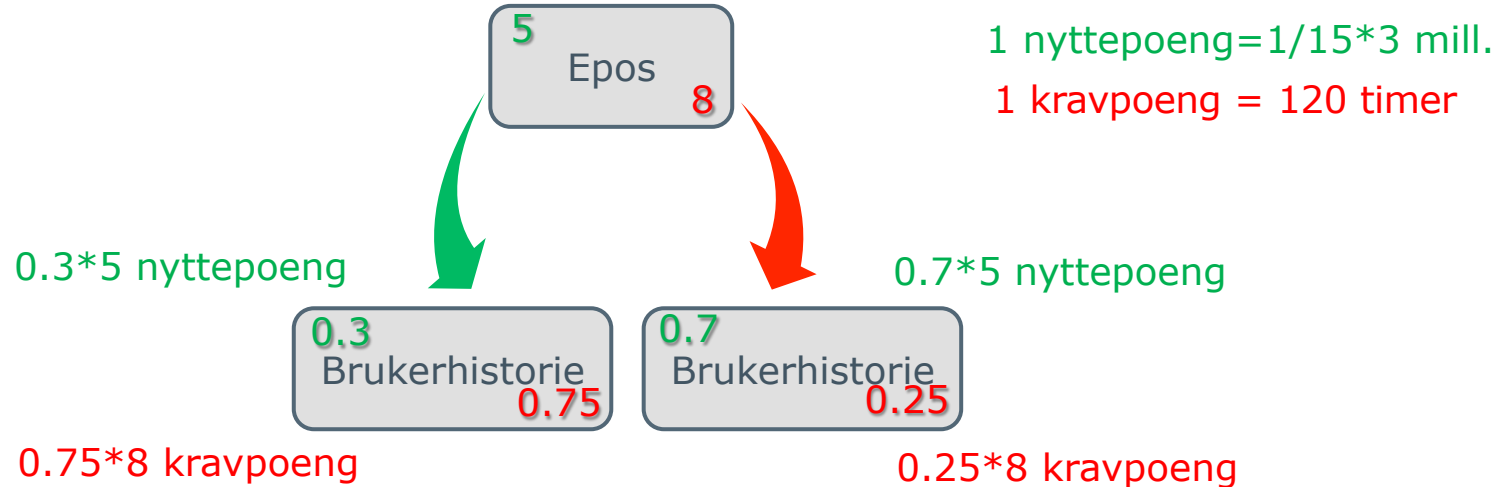 5
Epos
8
1 nyttepoeng=1/15*3 mill.
1 kravpoeng = 120 timer
0.3*5 nyttepoeng
0.7*5 nyttepoeng
0.3
Brukerhistorie
0.75
0.7
Brukerhistorie
0.25
0.75*8 kravpoeng
0.25*8 kravpoeng